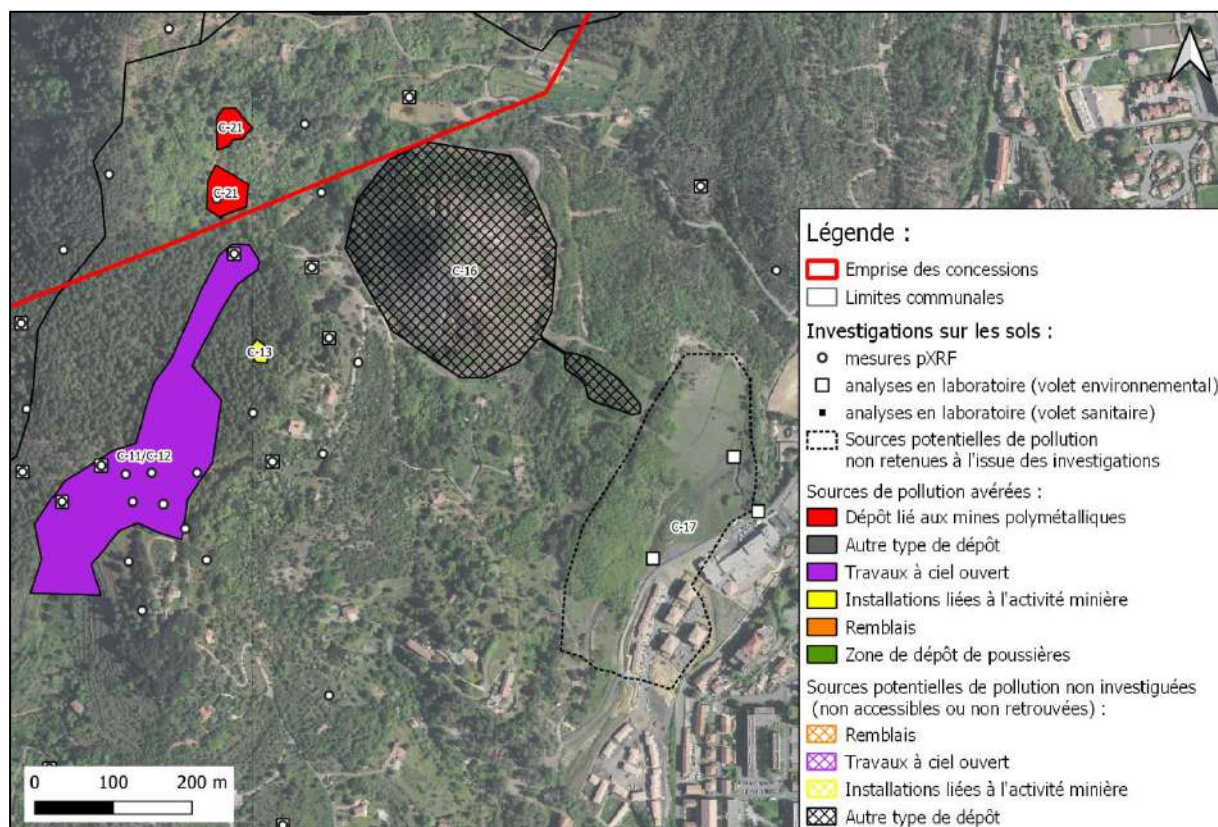 C-21
C-21
C-16
C-13
C-11/C-12
C-17
0 100 200 m
Légende :
Emprise des concessions
Limites communales
Investigations sur les sols :
mesures pXRF
analyses en laboratoire (volet environnemental)
analyses en laboratoire (volet sanitaire)
Sources potentielles de pollution
non retenues à l'issue des investigations
Sources de pollution avérées :
Dépôt lié aux mines polymétalliques
Autre type de dépôt
Travaux à ciel ouvert
Installations liées à l'activité minière
Remblais
Zone de dépôt de poussières
Sources potentielles de pollution non investiguées
(non accessibles ou non retrouvées) :
Remblais
Travaux à ciel ouvert
Installations liées à l'activité minière
Autre type de dépôt